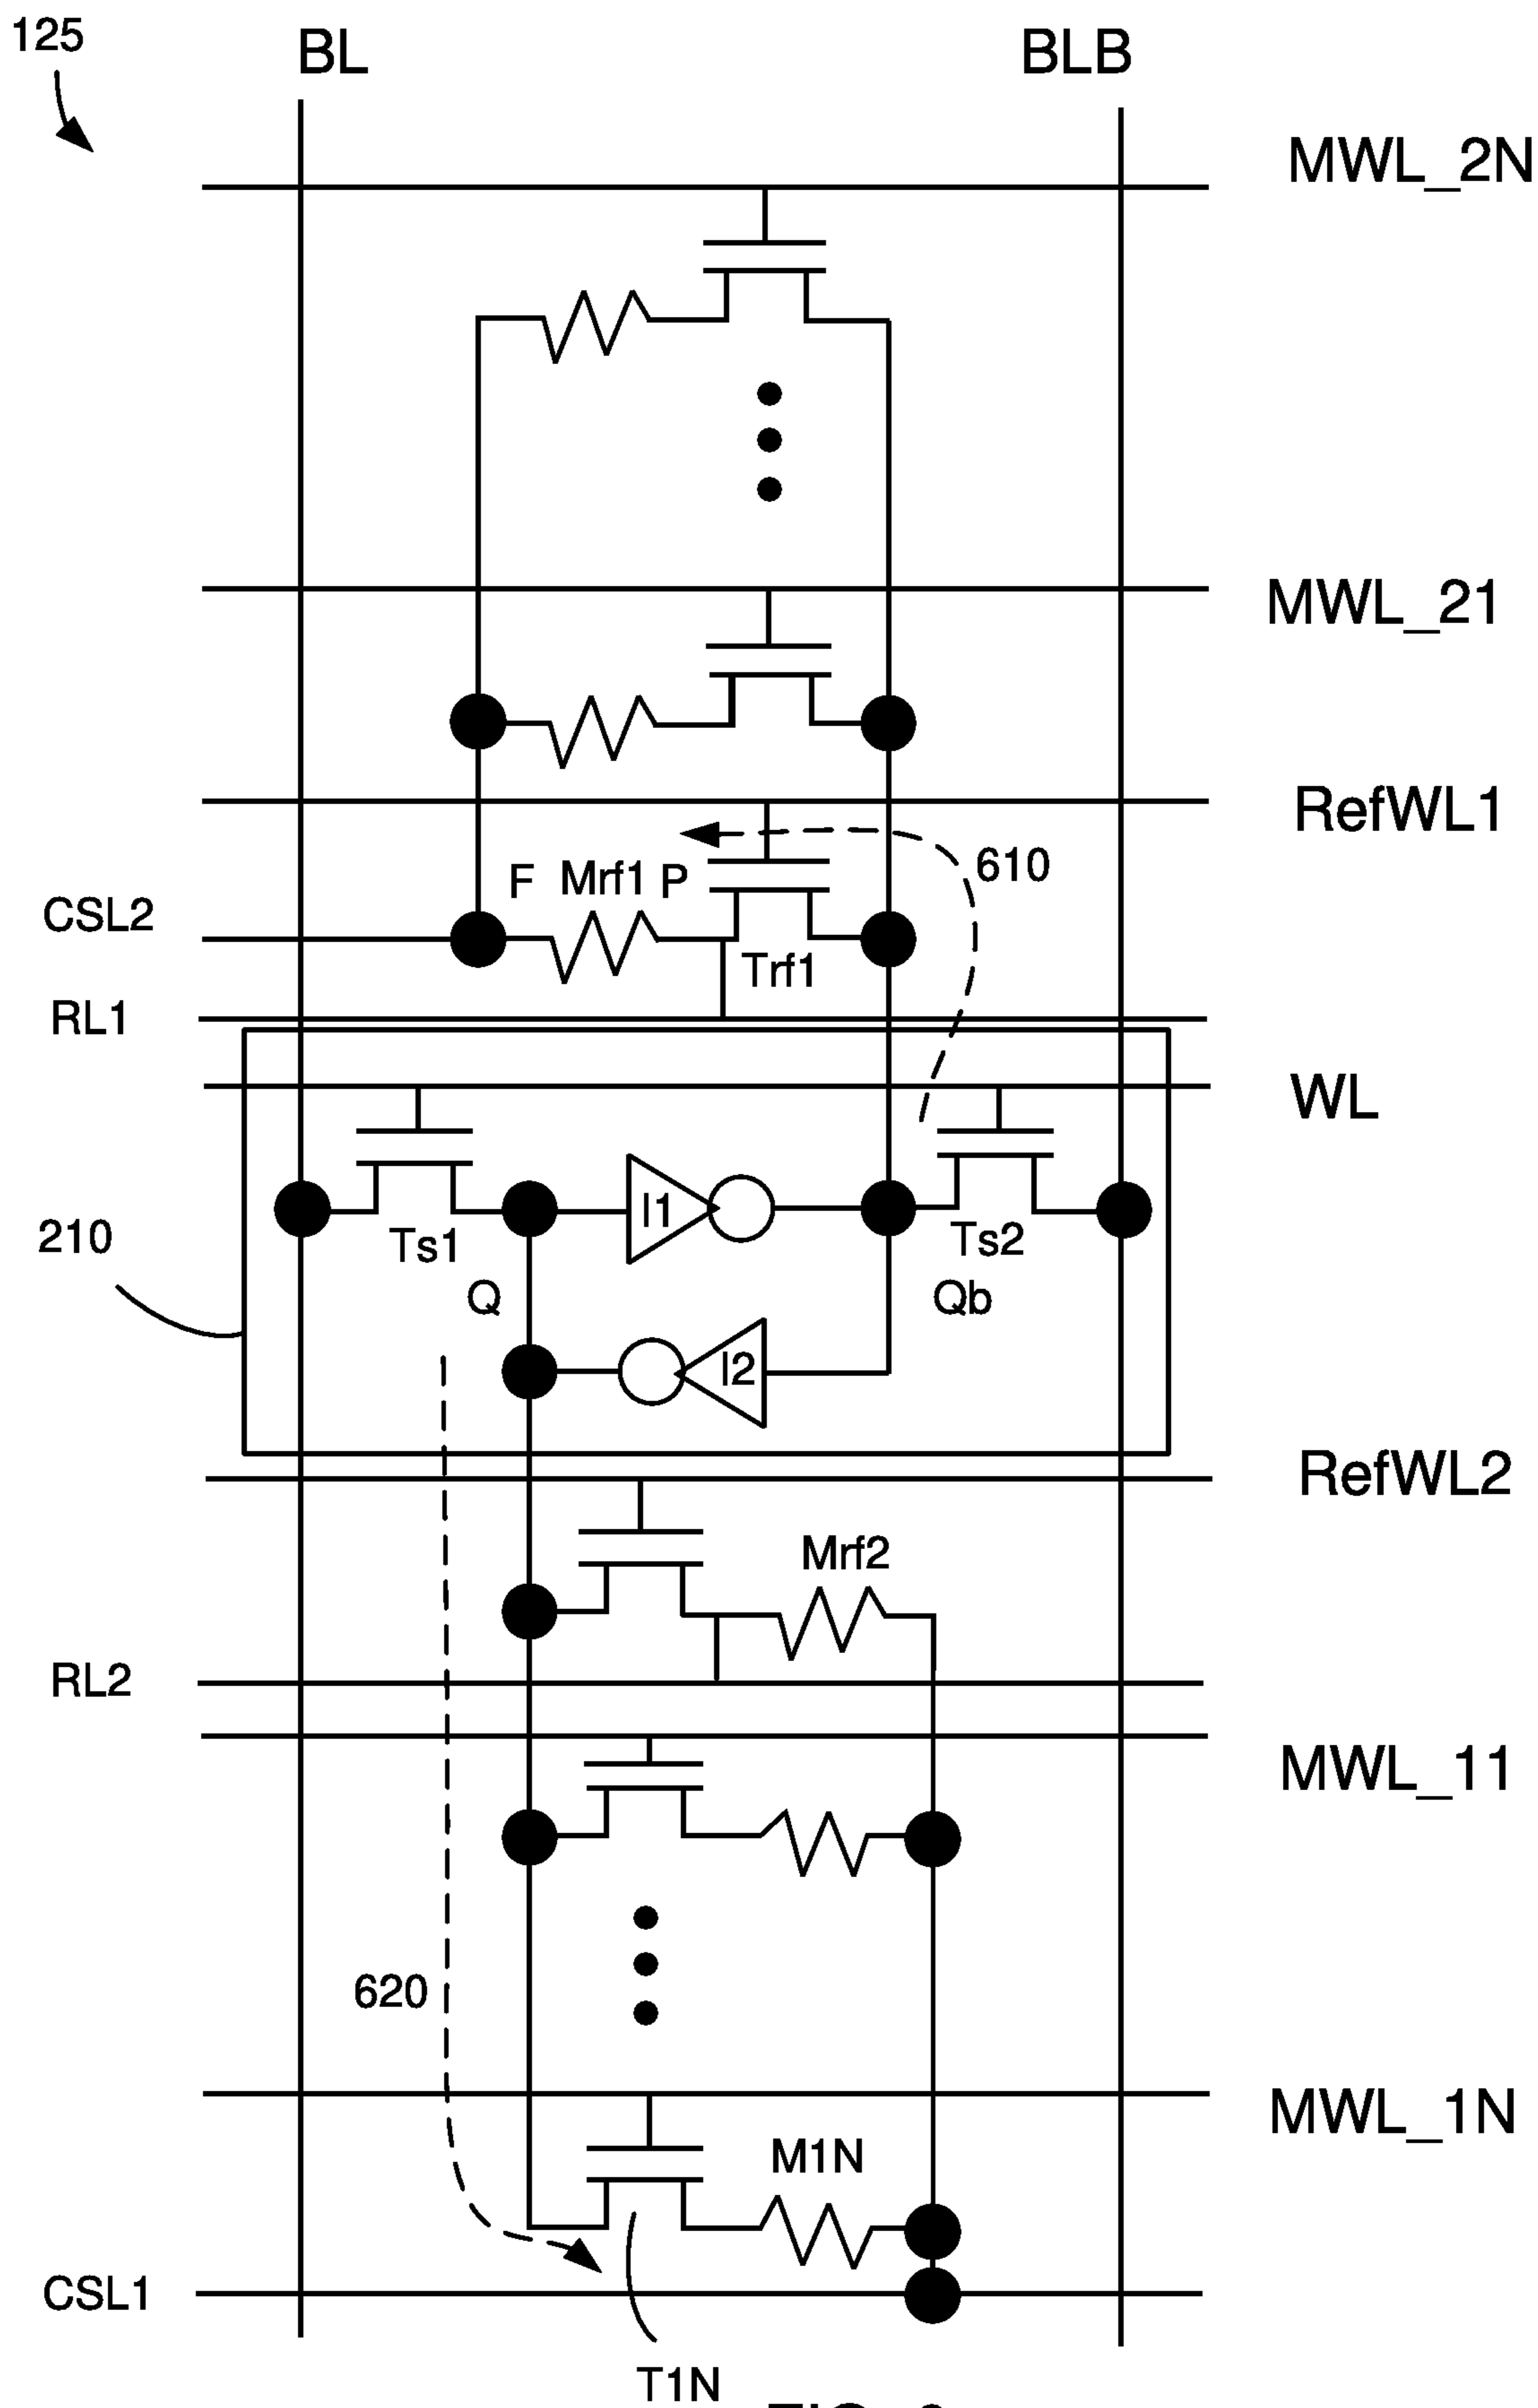 125
BL
BLB
MWL_2N
MWL_21
RefWL1
610
F Mrf1 P
CSL2
Trf1
RL1
WL
I1
210
Ts1
Ts2
Q
Qb
I2
RefWL2
Mrf2
RL2
MWL_11
620
MWL_1N
M1N
CSL1
T1N